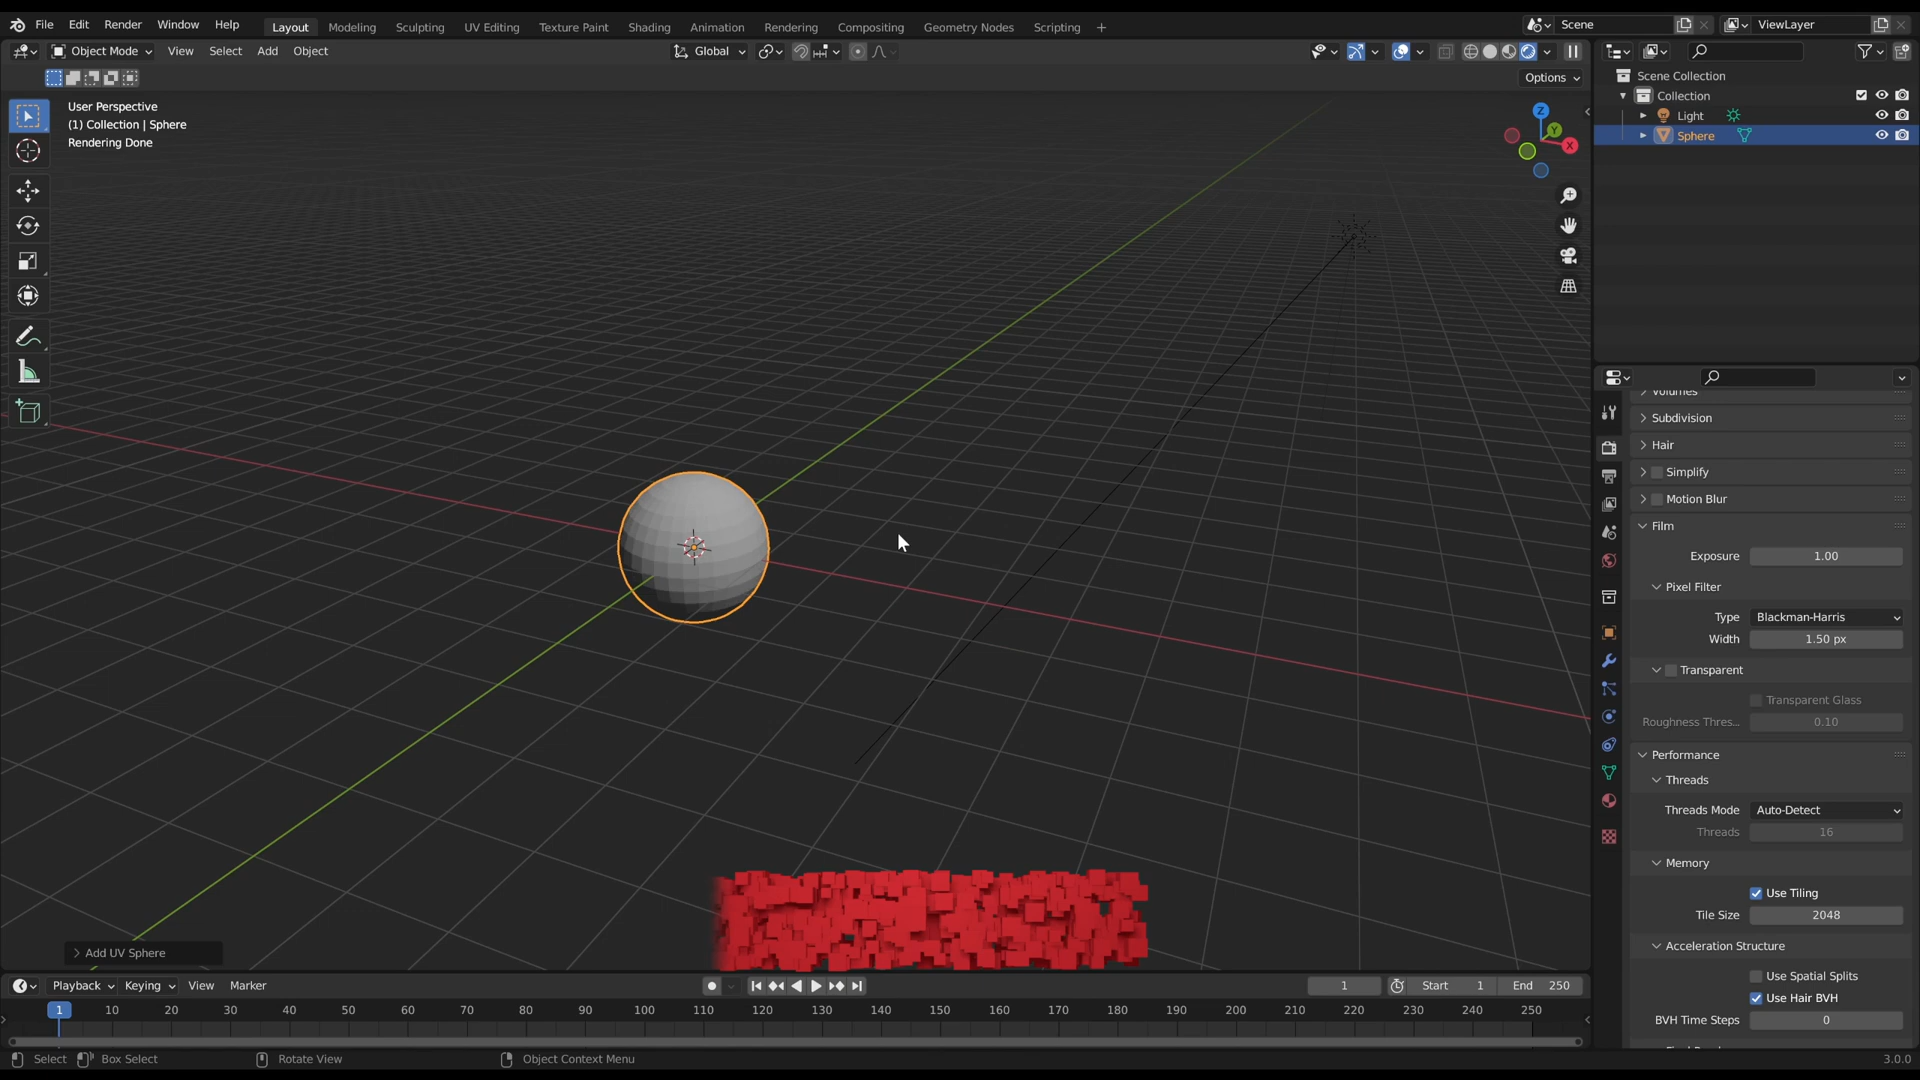 File Edit Render Window Help Layout Modeling Sculpting UV Editing Texture Paint Shading Animation Rendering Compositing Geometry Nodes Scripting + Scene ViewLayer
Object Mode View Select Add Object Global
Options
User Perspective
(1) Collection | Sphere
Rendering Done
Z
Y
X
Scene Collection
Collection
Light
Sphere
Volumes
Subdivision
Hair
Simplify
Motion Blur
Film
Exposure 1.00
Pixel Filter
Type Blackman-Harris
Width 1.50 px
Transparent
Transparent Glass
Roughness Thres... 0.10
Performance
Threads
Threads Mode Auto-Detect
Threads 16
Memory
Use Tiling
Tile Size 2048
Acceleration Structure
Use Spatial Splits
Use Hair BVH
BVH Time Steps 0
Add UV Sphere
Playback Keying View Marker 1 Start 1 End 250
1 10 20 30 40 50 60 70 80 90 100 110 120 130 140 150 160 170 180 190 200 210 220 230 240 250
Select Box Select Rotate View Object Context Menu 3.0.0